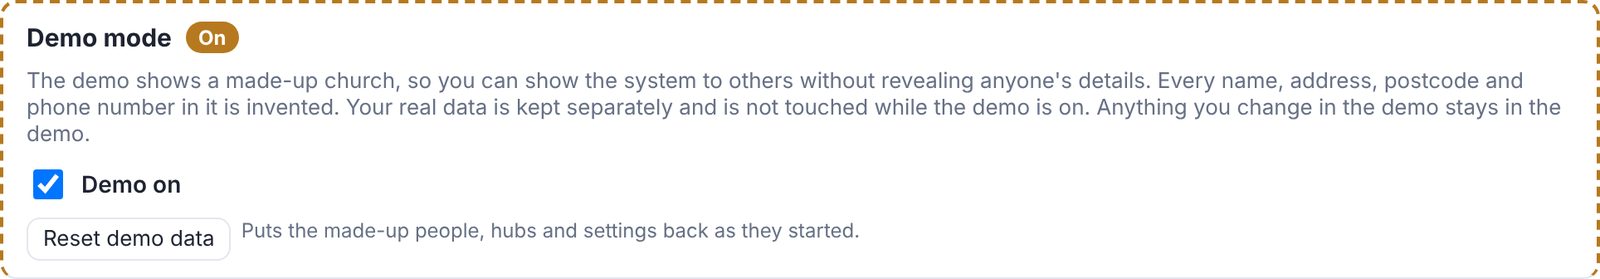 Demo mode On
The demo shows a made-up church, so you can show the system to others without revealing anyone's details. Every name, address, postcode and
phone number in it is invented. Your real data is kept separately and is not touched while the demo is on. Anything you change in the demo stays in the
demo.
Demo on
Reset demo data Puts the made-up people, hubs and settings back as they started.